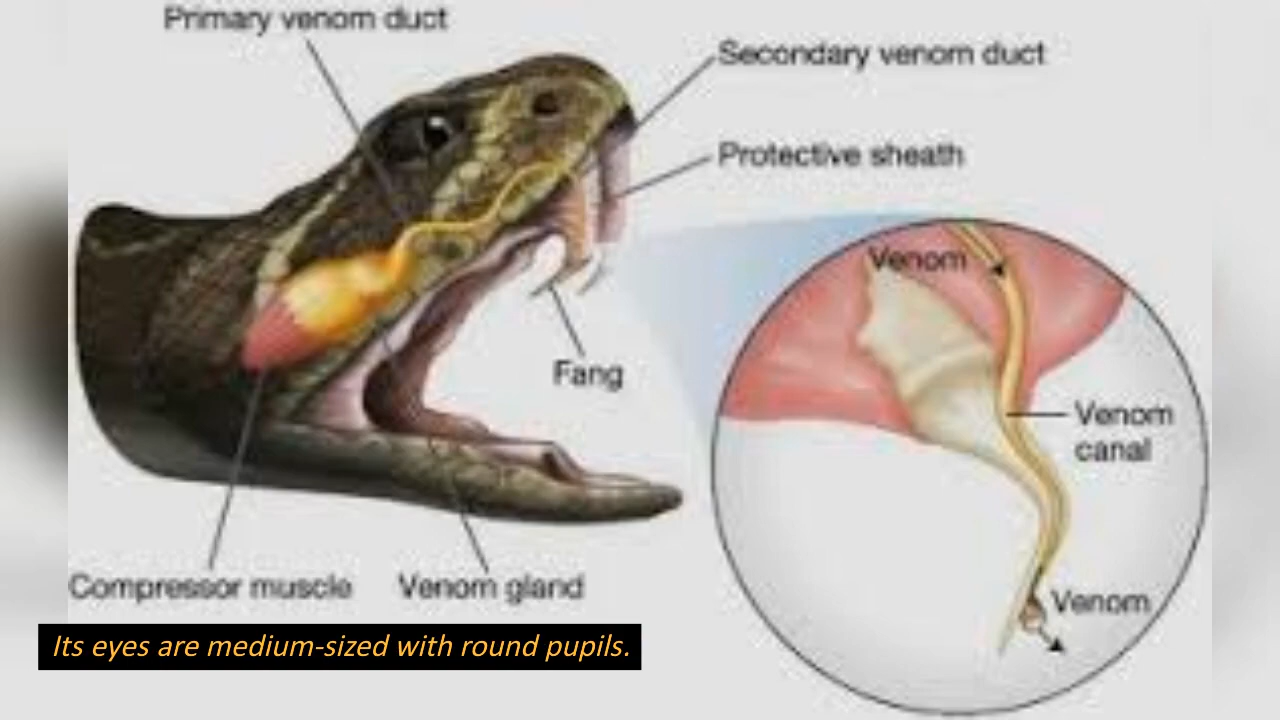 Primary venom duct
Secondary venom duct
Protective sheath
Venom
Fang
Venom
canal
Compressor muscle
Venom gland
Venom
Its eyes are medium-sized with round pupils.